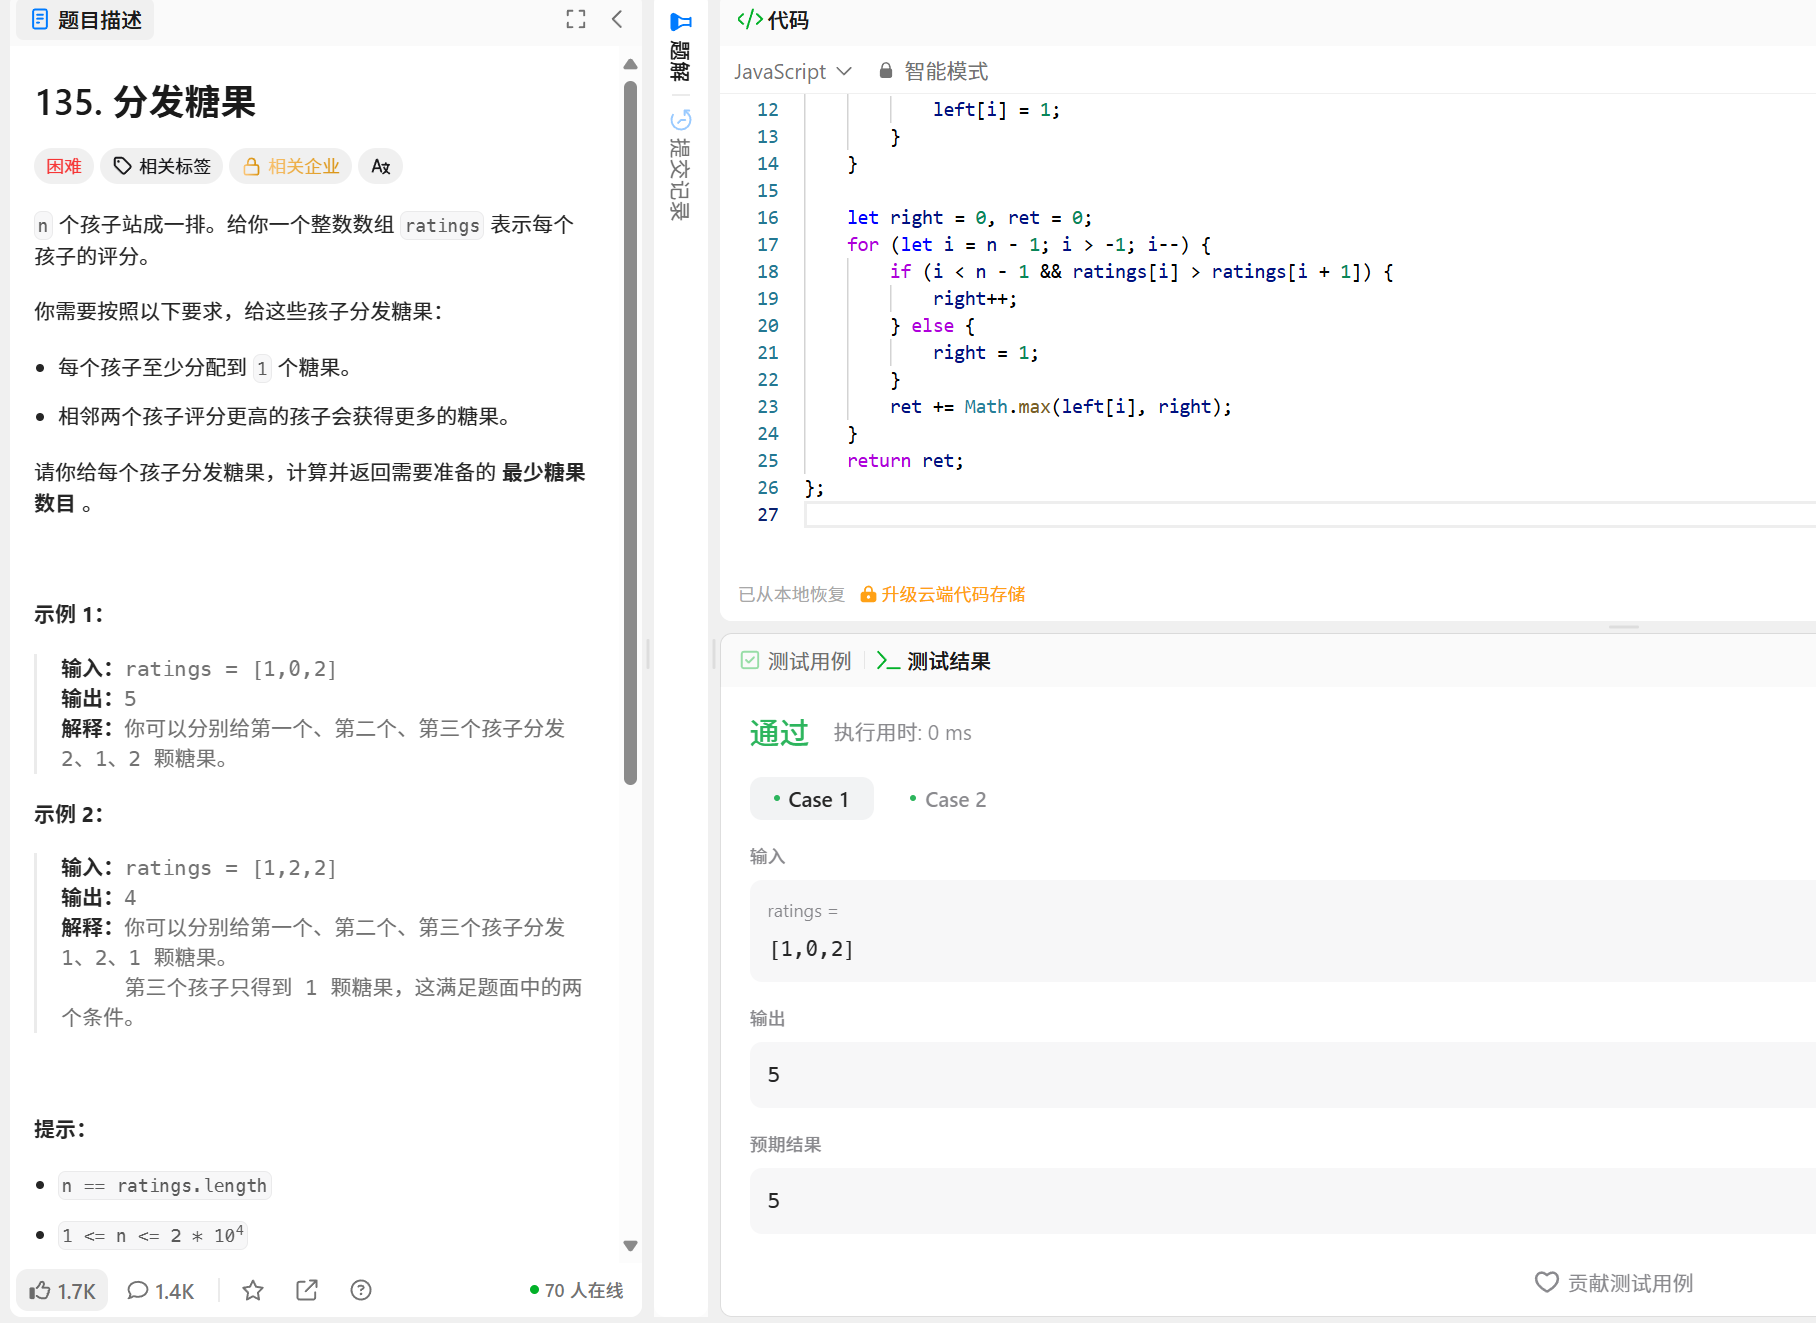 题目描述
135. 分发糖果
困难 相关标签 相关企业
n 个孩子站成一排。给你一个整数数组 ratings 表示每个
孩子的评分。
你需要按照以下要求，给这些孩子分发糖果：
每个孩子至少分配到 1 个糖果。
相邻两个孩子评分更高的孩子会获得更多的糖果。
请你给每个孩子分发糖果，计算并返回需要准备的 最少糖果
数目 。
示例 1：
输入：ratings = [1,0,2]
输出：5
解释：你可以分别给第一个、第二个、第三个孩子分发
2、1、2 颗糖果。
示例 2：
输入：ratings = [1,2,2]
输出：4
解释：你可以分别给第一个、第二个、第三个孩子分发
1、2、1 颗糖果。
第三个孩子只得到 1 颗糖果，这满足题面中的两
个条件。
提示：
n == ratings.length
1 <= n <= 2 * 10⁴
1.7K 1.4K 70 人在线
题解
提交记录
</> 代码
JavaScript 智能模式
12 left[i] = 1;
13 }
14 }
15
16 let right = 0, ret = 0;
17 for (let i = n - 1; i > -1; i--) {
18 if (i < n - 1 && ratings[i] > ratings[i + 1]) {
19 right++;
20 } else {
21 right = 1;
22 }
23 ret += Math.max(left[i], right);
24 }
25 return ret;
26 };
27
已从本地恢复 升级云端代码存储
测试用例 >_ 测试结果
通过 执行用时: 0 ms
Case 1 Case 2
输入
ratings =
[1,0,2]
输出
5
预期结果
5
贡献测试用例